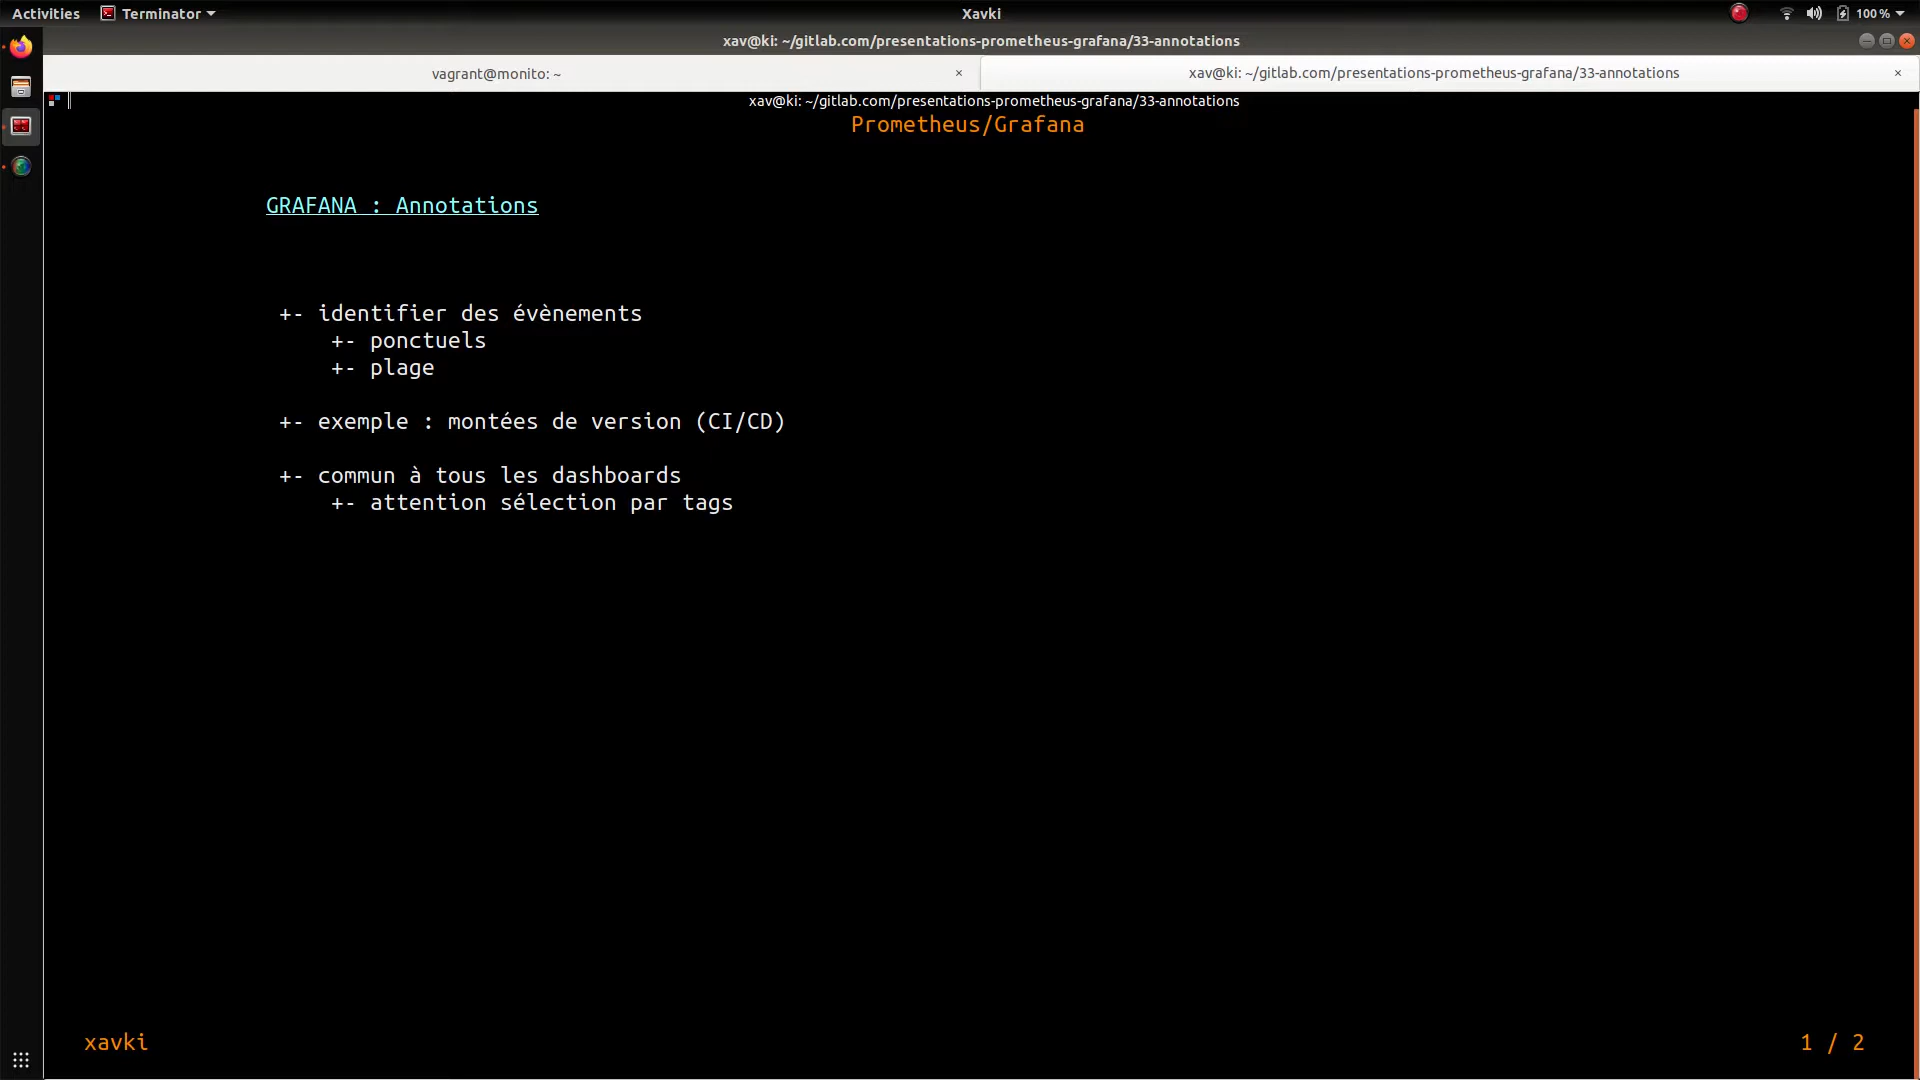 Activities Terminator Xavki 100 %
xav@ki: ~/gitlab.com/presentations-prometheus-grafana/33-annotations
vagrant@monito: ~ × xav@ki: ~/gitlab.com/presentations-prometheus-grafana/33-annotations ×
xav@ki: ~/gitlab.com/presentations-prometheus-grafana/33-annotations
Prometheus/Grafana
GRAFANA : Annotations
+- identifier des évènements
+- ponctuels
+- plage
+- exemple : montées de version (CI/CD)
+- commun à tous les dashboards
+- attention sélection par tags
xavki 1 / 2